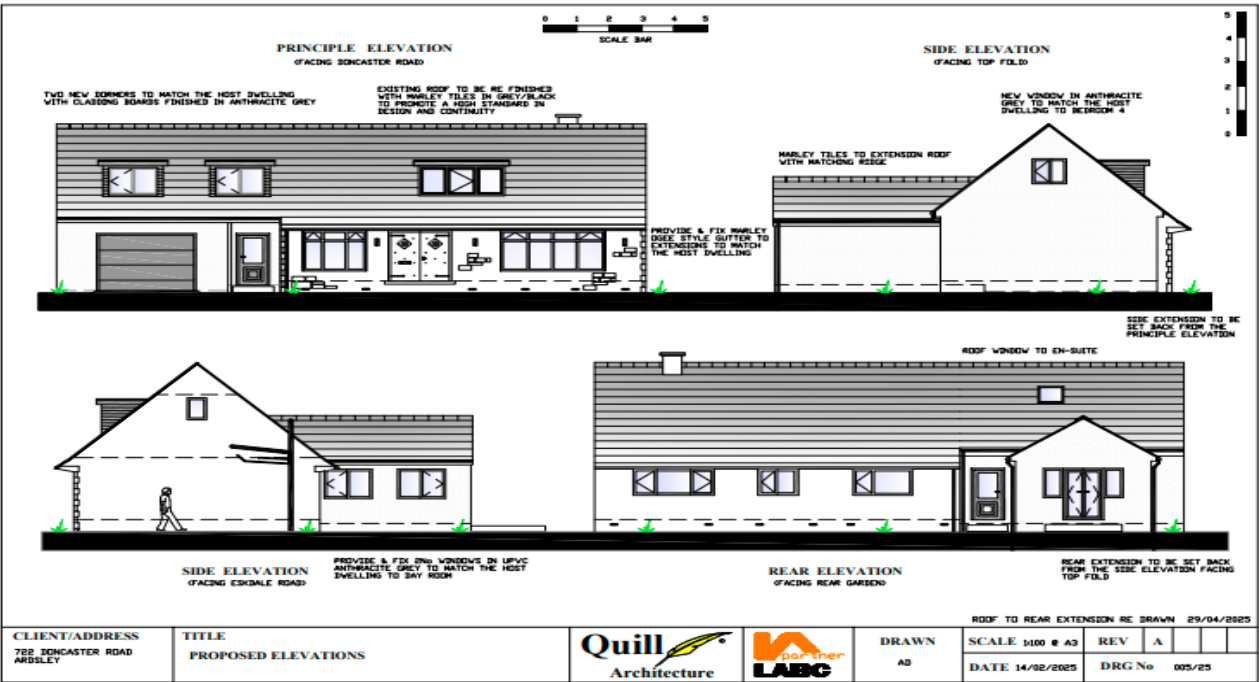 0 1 2 3 4 5
SCALE BAR
5
4
3
2
1
0
PRINCIPLE ELEVATION
(FACING DONCASTER ROAD)
SIDE ELEVATION
(FACING TOP FOLD)
TWO NEW DORMERS TO MATCH THE HOST DWELLING
WITH CLADDING BOARDS FINISHED IN ANTHRACITE GREY
EXISTING ROOF TO BE RE FINISHED
WITH MARLEY TILES IN GREY/BLACK
TO PROMOTE A HIGH STANDARD IN
DESIGN AND CONTINUITY
NEW WINDOW IN ANTHRACITE
GREY TO MATCH THE HOST
DWELLING TO BEDROOM 4
MARLEY TILES TO EXTENSION ROOF
WITH MATCHING RIDGE
PROVIDE & FIX MARLEY
OGEE STYLE GUTTER TO
EXTENSIONS TO MATCH
THE HOST DWELLING
SIDE EXTENSION TO BE
SET BACK FROM THE
PRINCIPLE ELEVATION
ROOF WINDOW TO EN-SUITE
SIDE ELEVATION
(FACING ESKDALE ROAD)
PROVIDE & FIX 2No WINDOWS IN UPVC
ANTHRACITE GREY TO MATCH THE HOST
DWELLING TO DAY ROOM
REAR ELEVATION
(FACING REAR GARDEN)
REAR EXTENSION TO BE SET BACK
FROM THE SIDE ELEVATION FACING
TOP FOLD
ROOF TO REAR EXTENSION RE DRAWN 29/04/2025
CLIENT/ADDRESS
722 DONCASTER ROAD
ARDSLEY
TITLE
PROPOSED ELEVATIONS
Quill
Architecture
partner
LABC
DRAWN
AD
SCALE 1:100 @ A3
REV A
DATE 14/02/2025
DRG No 005/25